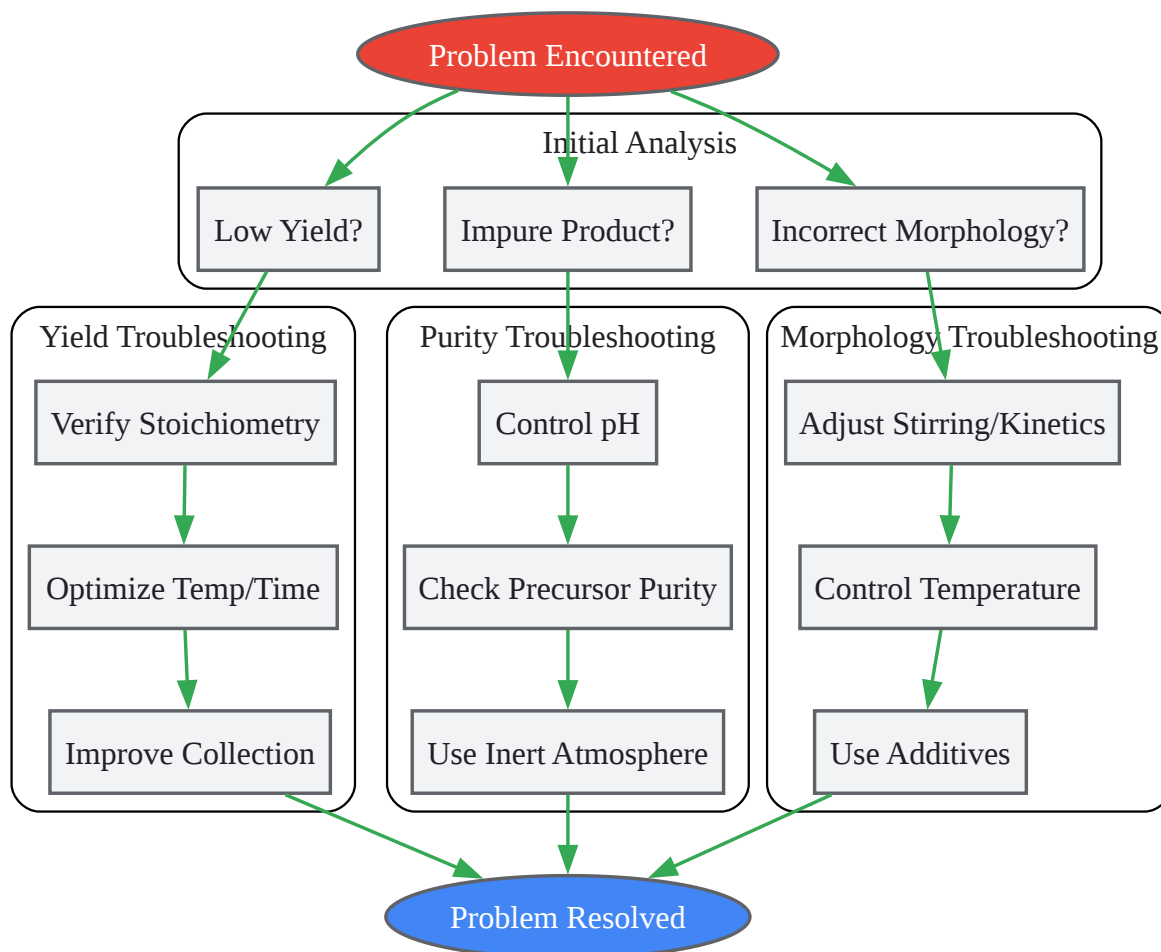 Problem Encountered
Initial Analysis
Low Yield?
Impure Product?
Incorrect Morphology?
Yield Troubleshooting
Purity Troubleshooting
Morphology Troubleshooting
Verify Stoichiometry
Control pH
Adjust Stirring/Kinetics
Optimize Temp/Time
Check Precursor Purity
Control Temperature
Improve Collection
Use Inert Atmosphere
Use Additives
Problem Resolved